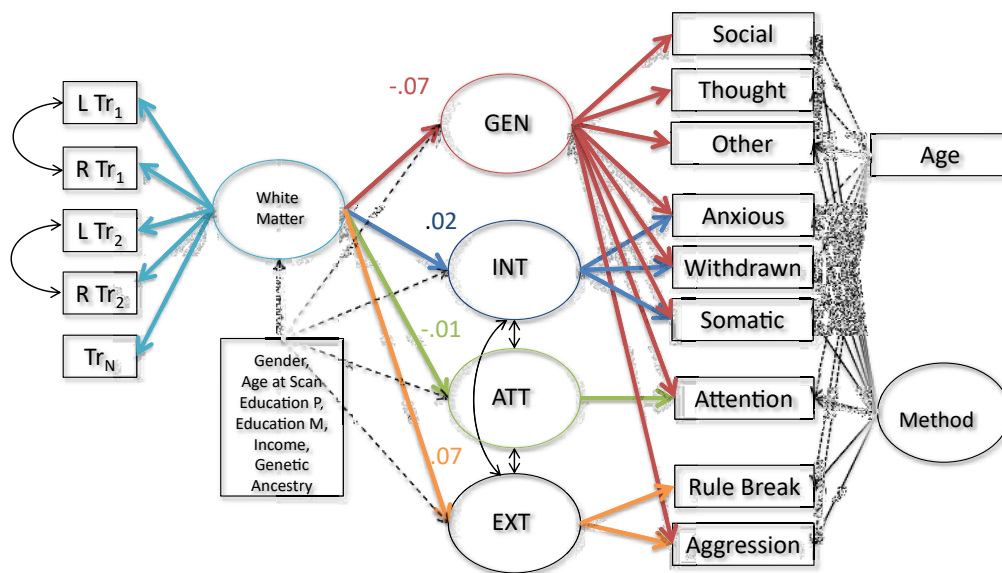 L Tr1
R Tr1
L Tr2
R Tr2
TrN
White
Matter
Gender,
Age at Scan
Education P,
Education M,
Income,
Genetic
Ancestry
-.07
.02
-.01
.07
GEN
INT
ATT
EXT
Social
Thought
Other
Anxious
Withdrawn
Somatic
Attention
Rule Break
Aggression
Age
Method